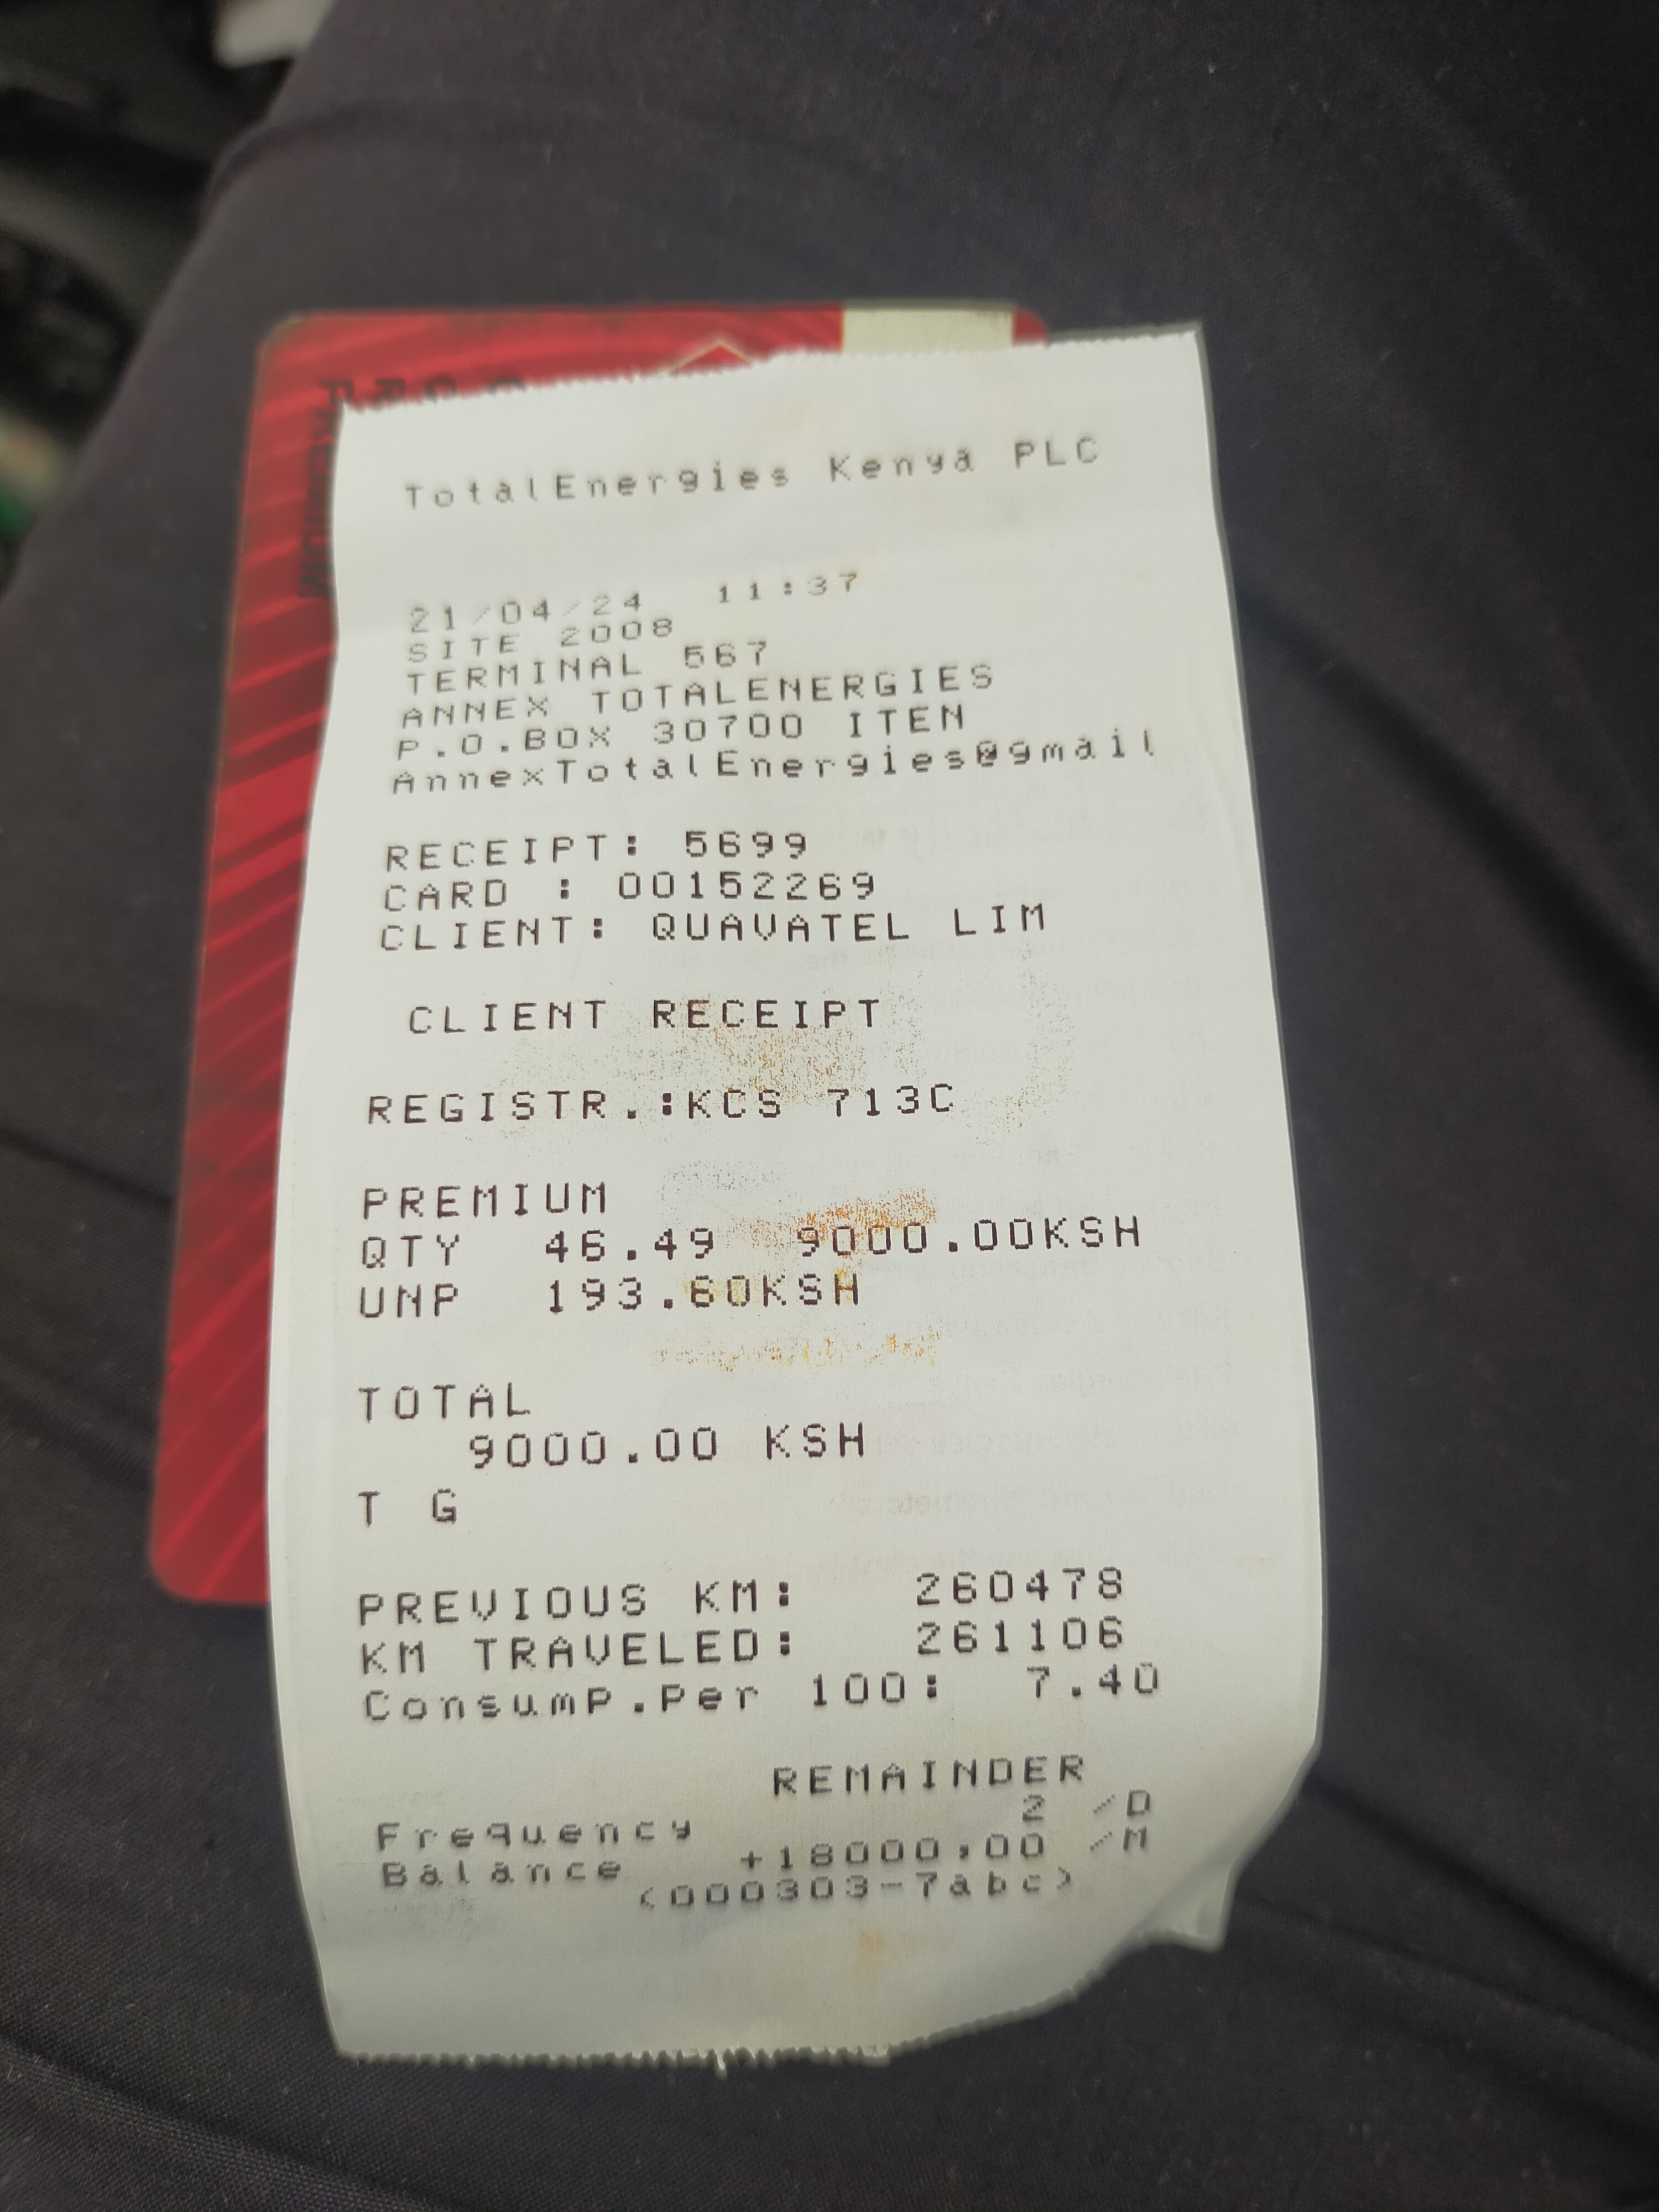 TotalEnergies Kenya PLC
21/04/24 11:37
SITE 2008
TERMINAL 567
ANNEX TOTALENERGIES
P.O.BOX 30700 ITEN
AnnexTotalEnergies@gmail
RECEIPT: 5699
CARD : 00152269
CLIENT: QUAVATEL LIM
CLIENT RECEIPT
REGISTR.:KCS 713C
PREMIUM
QTY 46.49 9000.00KSH
UNP 193.60KSH
TOTAL
9000.00 KSH
T G
PREVIOUS KM: 260478
KM TRAVELED: 261106
Consump.Per 100: 7.40
REMAINDER
Frequency 2 /D
Balance +18000,00 /M
<000303-7abc>